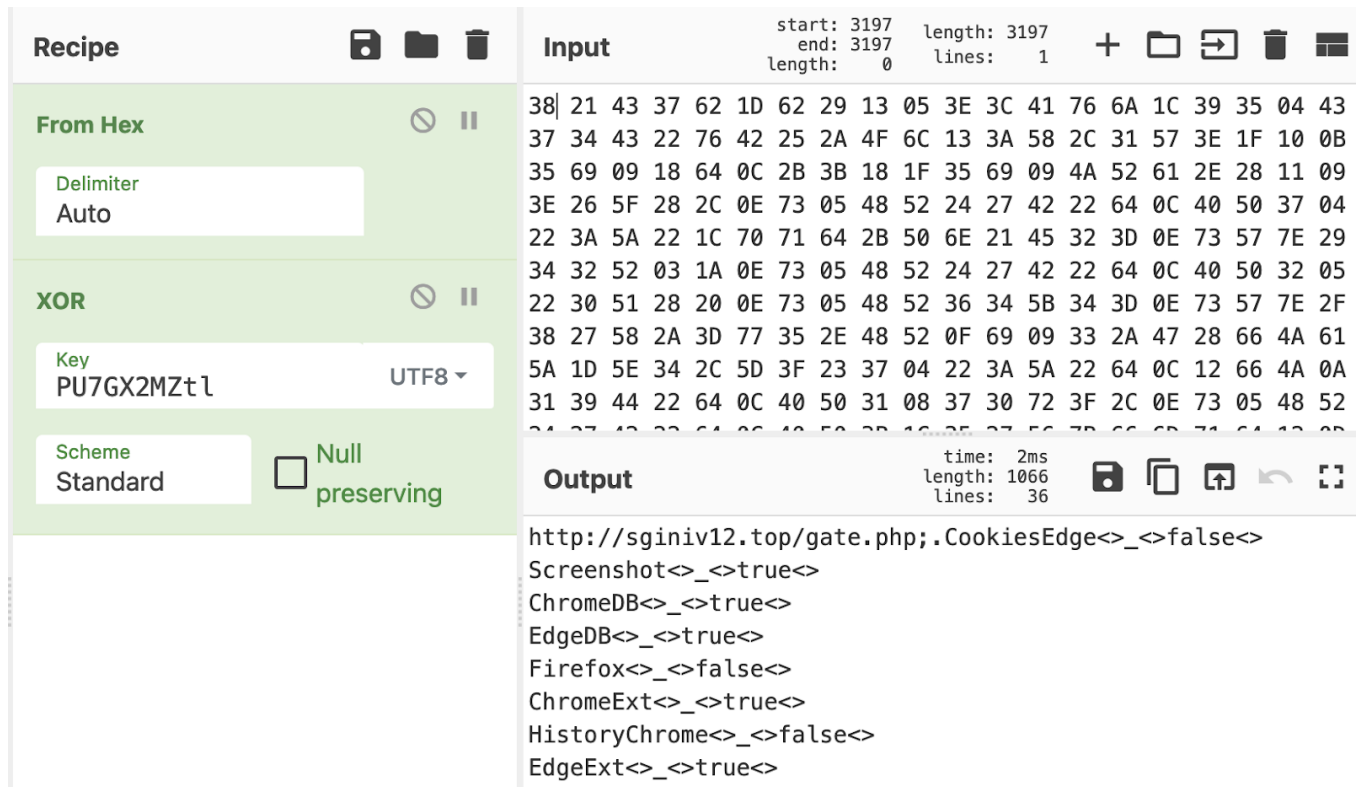 Recipe
From Hex
Delimiter
Auto
XOR
Key
PU7GX2MZtl
UTF8
Scheme
Standard
Null
preserving
Input
start: 3197
end: 3197
length: 0
length: 3197
lines: 1
38 21 43 37 62 1D 62 29 13 05 3E 3C 41 76 6A 1C 39 35 04 43
37 34 43 22 76 42 25 2A 4F 6C 13 3A 58 2C 31 57 3E 1F 10 0B
35 69 09 18 64 0C 2B 3B 18 1F 35 69 09 4A 52 61 2E 28 11 09
3E 26 5F 28 2C 0E 73 05 48 52 24 27 42 22 64 0C 40 50 37 04
22 3A 5A 22 1C 70 71 64 2B 50 6E 21 45 32 3D 0E 73 57 7E 29
34 32 52 03 1A 0E 73 05 48 52 24 27 42 22 64 0C 40 50 32 05
22 30 51 28 20 0E 73 05 48 52 36 34 5B 34 3D 0E 73 57 7E 2F
38 27 58 2A 3D 77 35 2E 48 52 0F 69 09 33 2A 47 28 66 4A 61
5A 1D 5E 34 2C 5D 3F 23 37 04 22 3A 5A 22 64 0C 12 66 4A 0A
31 39 44 22 64 0C 40 50 31 08 37 30 72 3F 2C 0E 73 05 48 52
Output
time: 2ms
length: 1066
lines: 36
http://sginiv12.top/gate.php;.CookiesEdge<>_<>false<>
Screenshot<>_<>true<>
ChromeDB<>_<>true<>
EdgeDB<>_<>true<>
Firefox<>_<>false<>
ChromeExt<>_<>true<>
HistoryChrome<>_<>false<>
EdgeExt<>_<>true<>